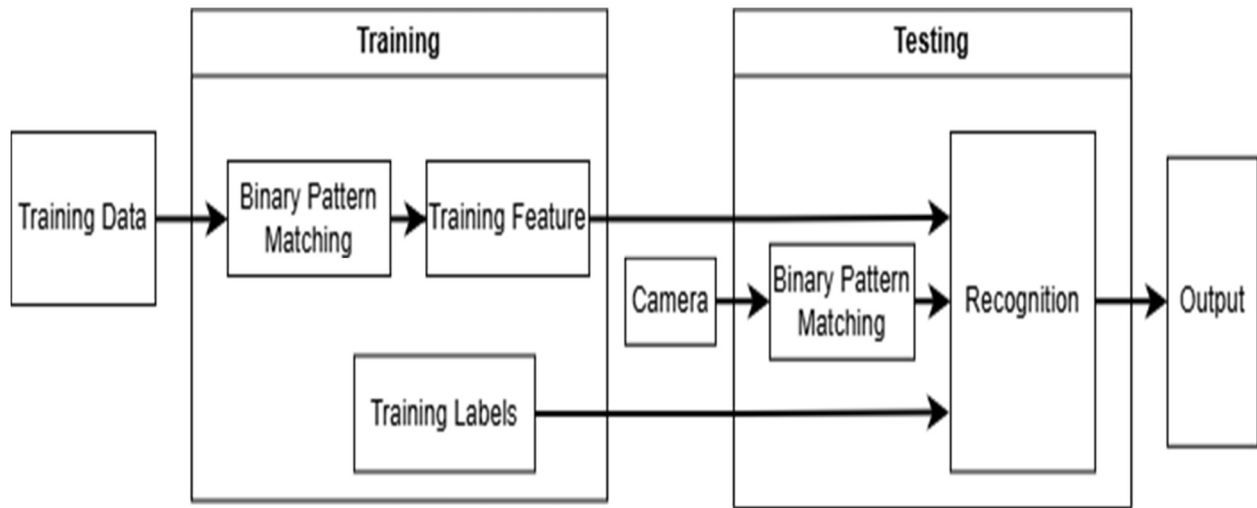 Training
Testing
Training Data
Binary Pattern
Matching
Training Feature
Camera
Binary Pattern
Matching
Recognition
Output
Training Labels